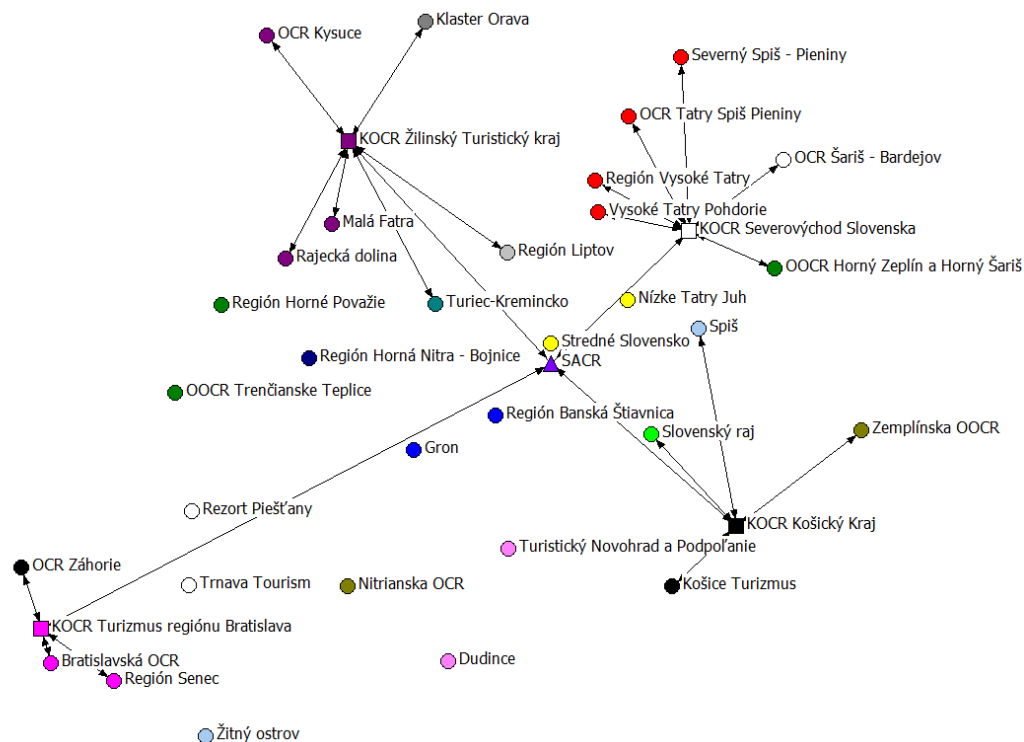 Klaster Orava
OCR Kysuce
Severný Spiš - Pieniny
OCR Tatry Spiš Pieniny
KOCR Žilinský Turistický kraj
OCR Šariš - Bardejov
Región Vysoké Tatry
Vysoké Tatry Pohdorie
Malá Fatra
KOCR Severovýchod Slovenska
Región Liptov
Rajecká dolina
OOCR Horný Zeplín a Horný Šariš
Nízke Tatry Juh
Región Horné Považie
Turiec-Kremincko
Spiš
Stredné Slovensko
Región Horná Nitra - Bojnice
SACR
OOCR Trenčianske Teplice
Región Banská Štiavnica
Zemplínska OOCR
Slovenský raj
Gron
Rezort Piešťany
KOCR Košický Kraj
Turistický Novohrad a Podpoľanie
OCR Záhorie
Trnava Tourism
Nitrianska OCR
Košice Turizmus
KOCR Turizmus regiónu Bratislava
Bratislavská OCR
Dudince
Región Senec
Žitný ostrov